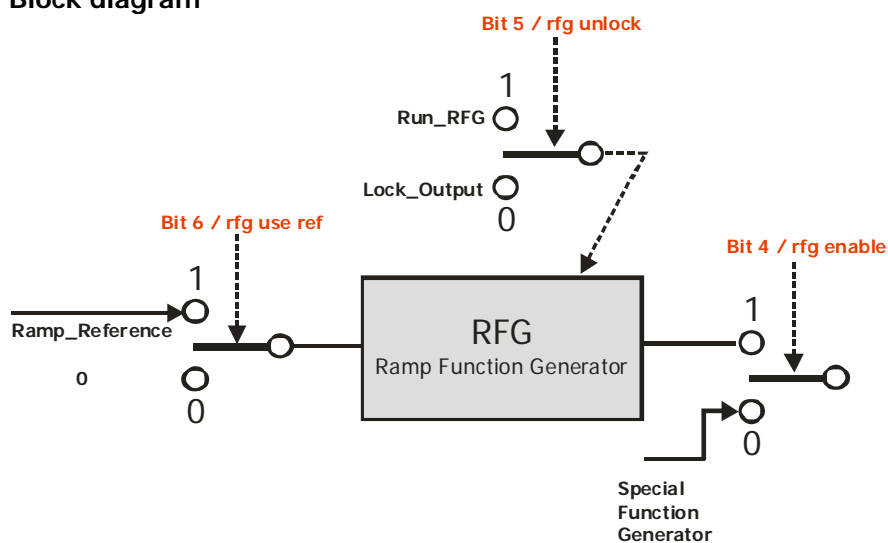 Block diagram
Bit 5 / rfg unlock
1
Run_RFG
Lock_Output
0
Bit 6 / rfg use ref
Bit 4 / rfg enable
1
Ramp_Reference
0
0
RFG
Ramp Function Generator
1
0
Special
Function
Generator